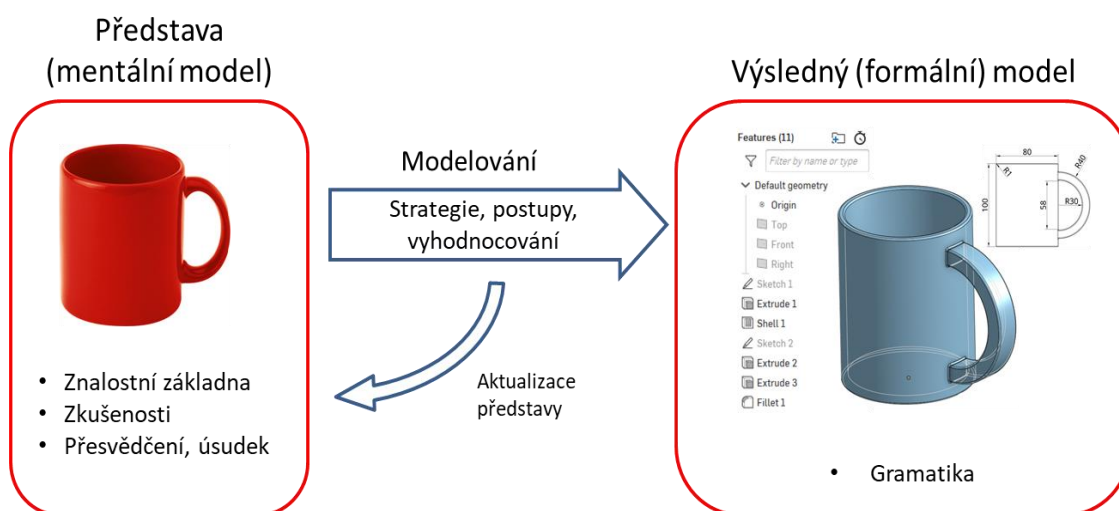 Představa
(mentální model)
• Znalostní základna
• Zkušenosti
• Přesvědčení, úsudek
Modelování
Strategie, postupy,
vyhodnocování
Aktualizace
představy
Výsledný (formální) model
Features (11)
Filter by name or type
Default geometry
Origin
Top
Front
Right
Sketch 1
Extrude 1
Shell 1
Sketch 2
Extrude 2
Extrude 3
Fillet 1
80
R40
R1
100
58
R30
• Gramatika